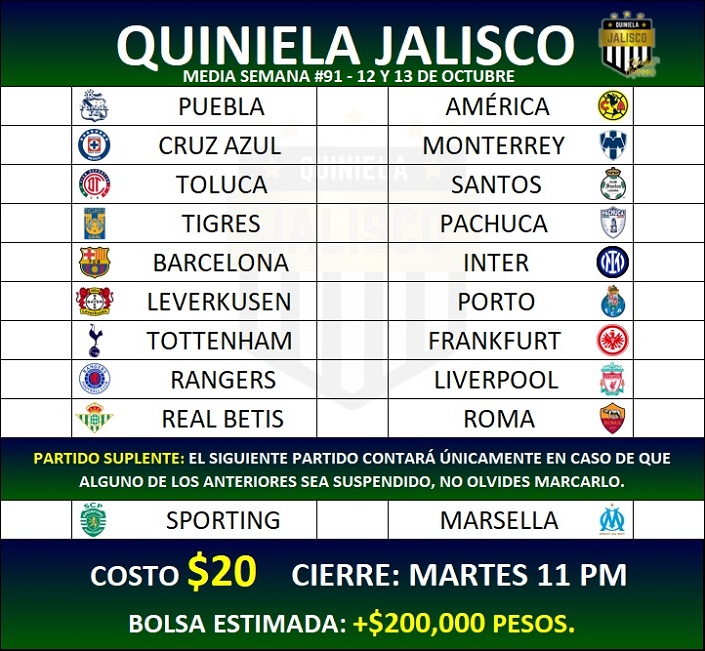 QUINIELA JALISCO
MEDIA SEMANA #91 - 12 Y 13 DE OCTUBRE
QUINIELA
JALISCO
PUEBLA AMÉRICA
CRUZ AZUL MONTERREY
TOLUCA SANTOS
TIGRES PACHUCA
BARCELONA INTER
LEVERKUSEN PORTO
TOTTENHAM FRANKFURT
RANGERS LIVERPOOL
REAL BETIS ROMA
QUINIELA
JALISCO
PARTIDO SUPLENTE: EL SIGUIENTE PARTIDO CONTARÁ ÚNICAMENTE EN CASO DE QUE
ALGUNO DE LOS ANTERIORES SEA SUSPENDIDO, NO OLVIDES MARCARLO.
SCP
SPORTING MARSELLA
COSTO $20 CIERRE: MARTES 11 PM
BOLSA ESTIMADA: +$200,000 PESOS.